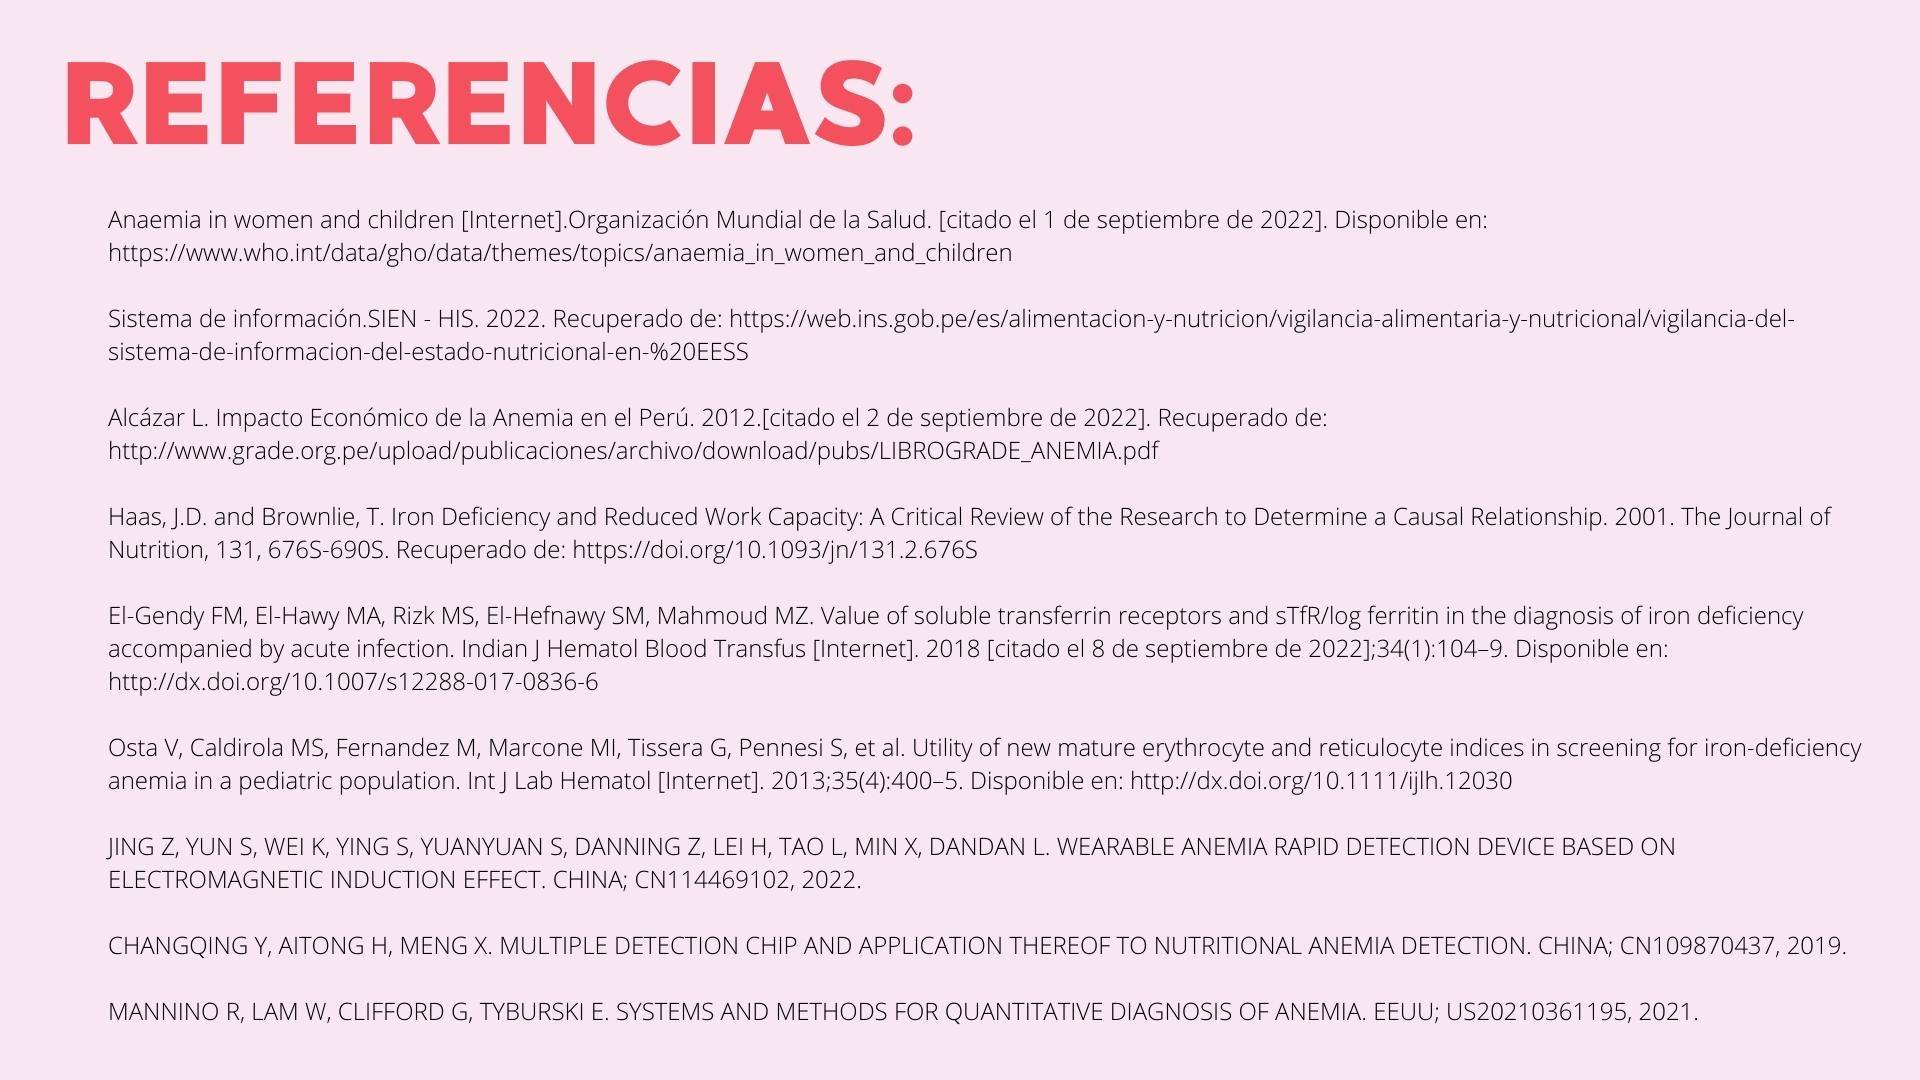 REFERENCIAS:
Anaemia in women and children [Internet].Organización Mundial de la Salud. [citado el 1 de septiembre de 2022]. Disponible en:
https://www.who.int/data/gho/data/themes/topics/anaemia_in_women_and_children
Sistema de información.SIEN - HIS. 2022. Recuperado de: https://web.ins.gob.pe/es/alimentacion-y-nutricion/vigilancia-alimentaria-y-nutricional/vigilancia-del-
sistema-de-informacion-del-estado-nutricional-en-%20EESS
Alcázar L. Impacto Económico de la Anemia en el Perú. 2012.[citado el 2 de septiembre de 2022]. Recuperado de:
http://www.grade.org.pe/upload/publicaciones/archivo/download/pubs/LIBROGRADE_ANEMIA.pdf
Haas, J.D. and Brownlie, T. Iron Deficiency and Reduced Work Capacity: A Critical Review of the Research to Determine a Causal Relationship. 2001. The Journal of
Nutrition, 131, 676S-690S. Recuperado de: https://doi.org/10.1093/jn/131.2.676S
El-Gendy FM, El-Hawy MA, Rizk MS, El-Hefnawy SM, Mahmoud MZ. Value of soluble transferrin receptors and sTfR/log ferritin in the diagnosis of iron deficiency
accompanied by acute infection. Indian J Hematol Blood Transfus [Internet]. 2018 [citado el 8 de septiembre de 2022];34(1):104–9. Disponible en:
http://dx.doi.org/10.1007/s12288-017-0836-6
Osta V, Caldirola MS, Fernandez M, Marcone MI, Tissera G, Pennesi S, et al. Utility of new mature erythrocyte and reticulocyte indices in screening for iron-deficiency
anemia in a pediatric population. Int J Lab Hematol [Internet]. 2013;35(4):400–5. Disponible en: http://dx.doi.org/10.1111/ijlh.12030
JING Z, YUN S, WEI K, YING S, YUANYUAN S, DANNING Z, LEI H, TAO L, MIN X, DANDAN L. WEARABLE ANEMIA RAPID DETECTION DEVICE BASED ON
ELECTROMAGNETIC INDUCTION EFFECT. CHINA; CN114469102, 2022.
CHANGQING Y, AITONG H, MENG X. MULTIPLE DETECTION CHIP AND APPLICATION THEREOF TO NUTRITIONAL ANEMIA DETECTION. CHINA; CN109870437, 2019.
MANNINO R, LAM W, CLIFFORD G, TYBURSKI E. SYSTEMS AND METHODS FOR QUANTITATIVE DIAGNOSIS OF ANEMIA. EEUU; US20210361195, 2021.